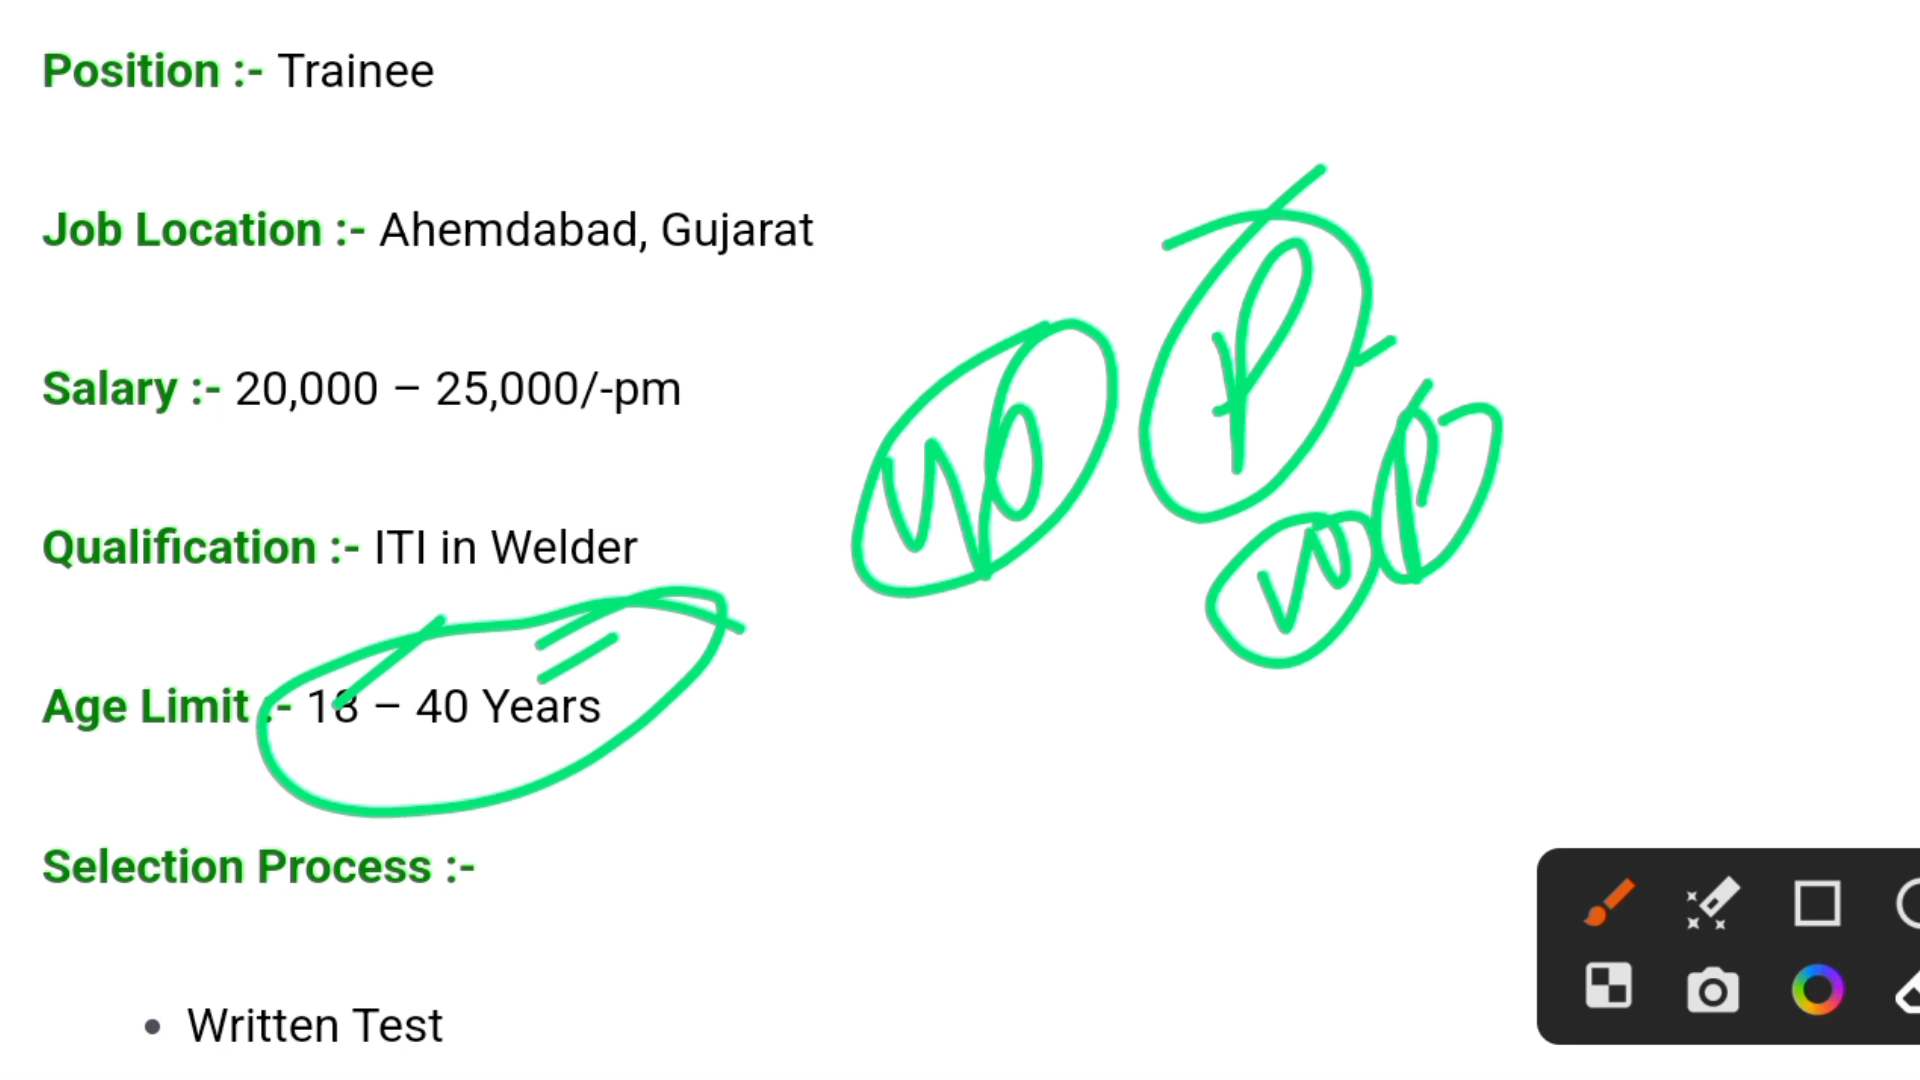 Position :- Trainee
Job Location :- Ahemdabad, Gujarat
Salary :- 20,000 – 25,000/-pm
Qualification :- ITI in Welder
Age Limit :- 18 – 40 Years
Selection Process :-
• Written Test